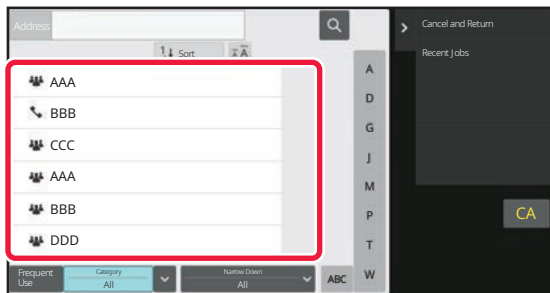 Address
Cancel and Return
Recent Jobs
Sort
A
AAA
BBB
CCC
AAA
BBB
DDD
A
D
G
J
M
P
T
W
CA
Frequent
Use
Category
All
Narrow Down
All
ABC